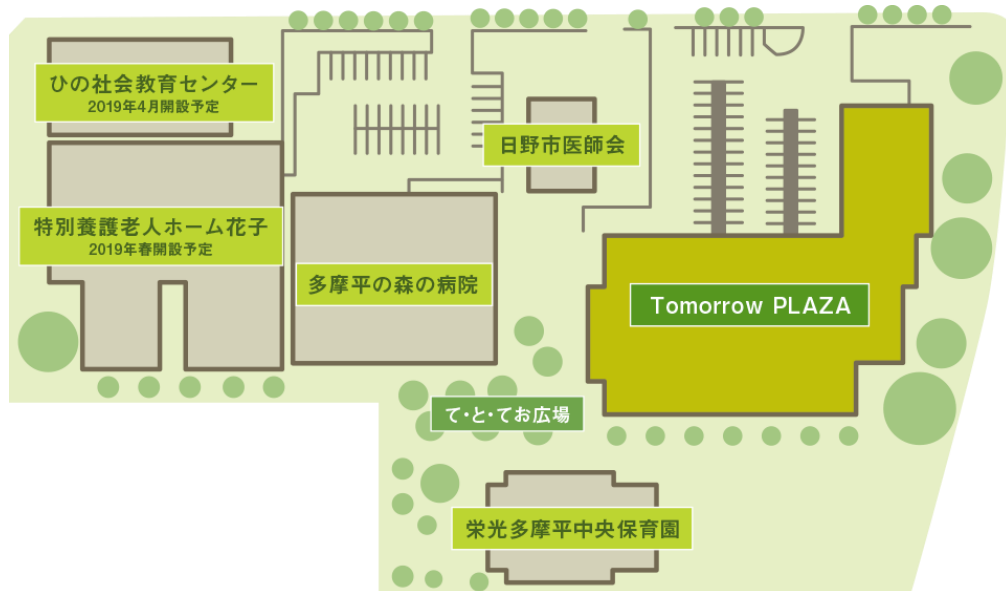 ひの社会教育センター
2019年4月開設予定
日野市医師会
特別養護老人ホーム花子
2019年春開設予定
多摩平の森の病院
Tomorrow PLAZA
て・と・てお広場
栄光多摩平中央保育園